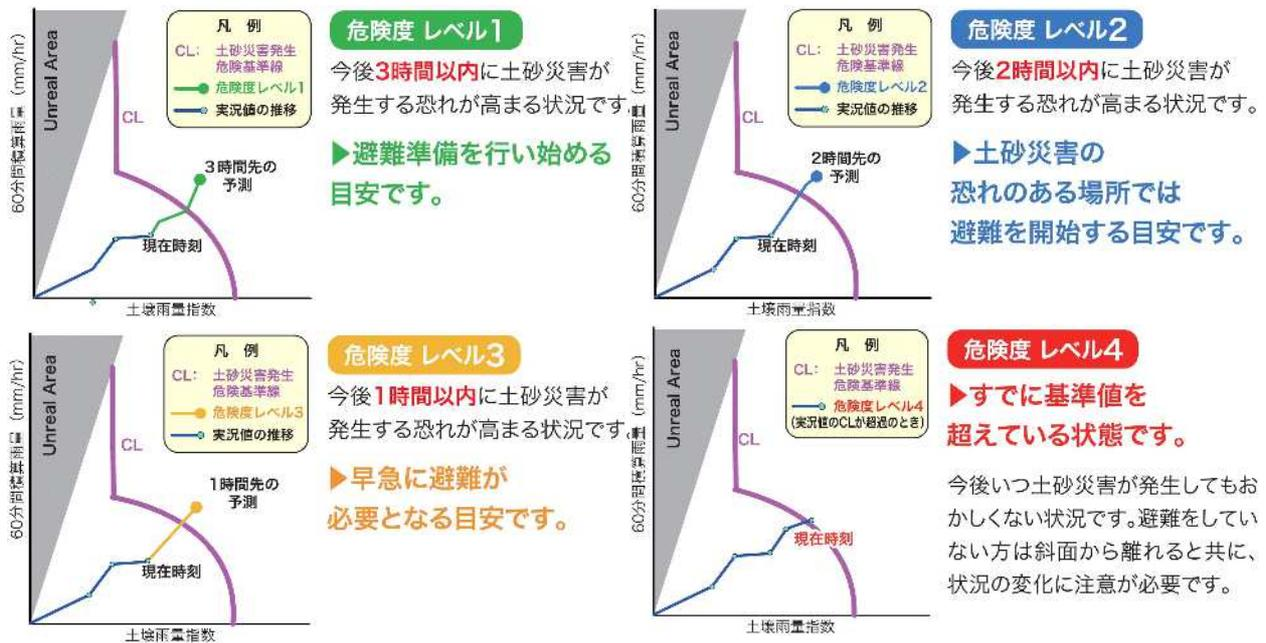 60分間積算雨量 (mm/hr)
Unreal Area
凡 例
CL: 土砂災害発生
危険基準線
危険度レベル1
実況値の推移
CL
3時間先の
予測
現在時刻
土壌雨量指数
危険度 レベル1
今後3時間以内に土砂災害が
発生する恐れが高まる状況です。
▶避難準備を行い始める
目安です。
60分間積算雨量 (mm/hr)
Unreal Area
凡 例
CL: 土砂災害発生
危険基準線
危険度レベル2
実況値の推移
CL
2時間先の
予測
現在時刻
土壌雨量指数
危険度 レベル2
今後2時間以内に土砂災害が
発生する恐れが高まる状況です。
▶土砂災害の
恐れのある場所では
避難を開始する目安です。
60分間積算雨量 (mm/hr)
Unreal Area
凡 例
CL: 土砂災害発生
危険基準線
危険度レベル3
実況値の推移
CL
1時間先の
予測
現在時刻
土壌雨量指数
危険度 レベル3
今後1時間以内に土砂災害が
発生する恐れが高まる状況です。
▶早急に避難が
必要となる目安です。
60分間積算雨量 (mm/hr)
Unreal Area
凡 例
CL: 土砂災害発生
危険基準線
危険度レベル4
(実況値のCLが超過のとき)
CL
現在時刻
土壌雨量指数
危険度 レベル4
▶すでに基準値を
超えている状態です。
今後いつ土砂災害が発生してもお
かしくない状況です。避難をしてい
ない方は斜面から離れると共に、
状況の変化に注意が必要です。